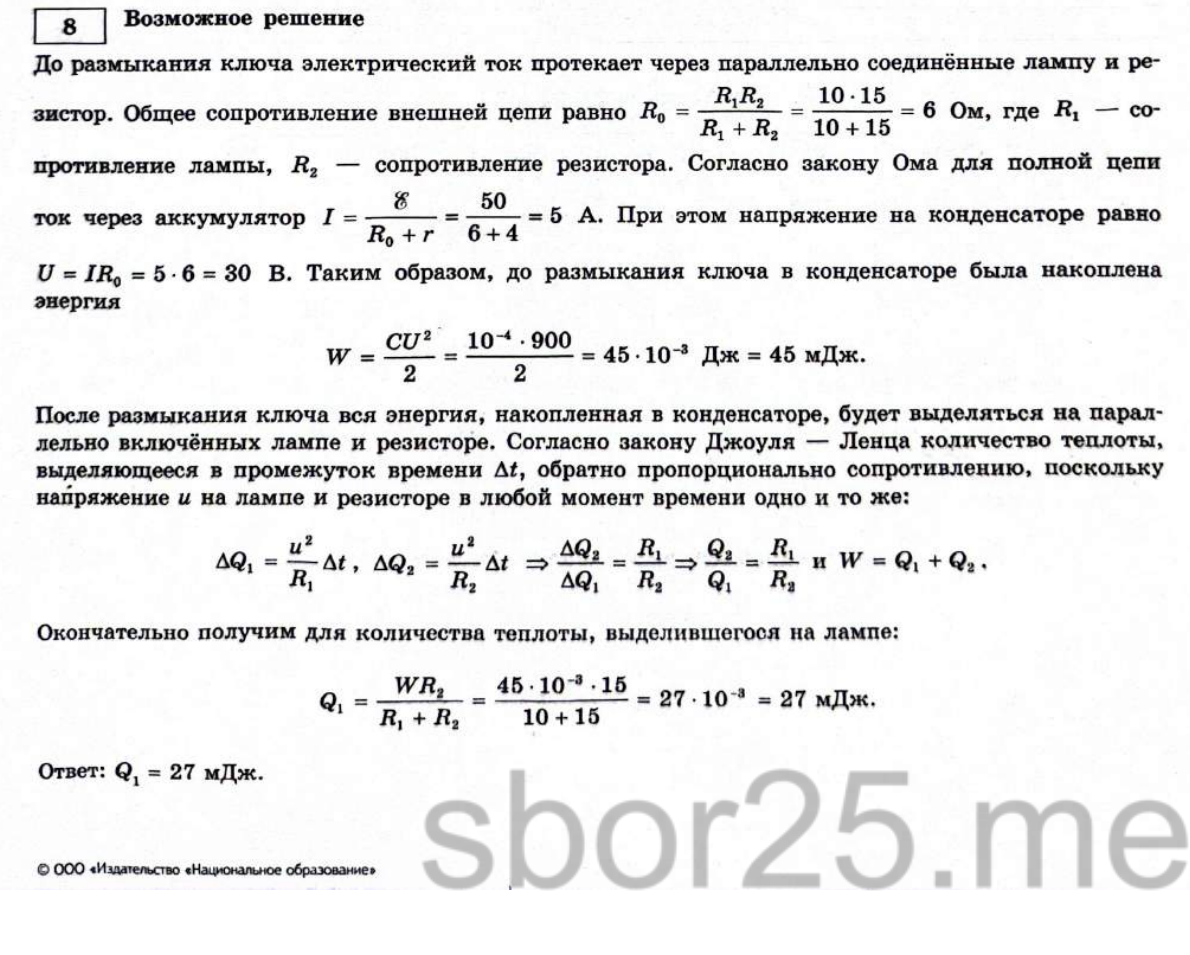 8 Возможное решение
До размыкания ключа электрический ток протекает через параллельно соединённые лампу и ре-
зистор. Общее сопротивление внешней цепи равно R₀ = R₁R₂/(R₁ + R₂) = (10 · 15)/(10 + 15) = 6 Ом, где R₁ — со-
противление лампы, R₂ — сопротивление резистора. Согласно закону Ома для полной цепи
ток через аккумулятор I = ℰ/(R₀ + r) = 50/(6 + 4) = 5 А. При этом напряжение на конденсаторе равно
U = IR₀ = 5 · 6 = 30 В. Таким образом, до размыкания ключа в конденсаторе была накоплена
энергия
W = CU²/2 = (10⁻⁴ · 900)/2 = 45 · 10⁻³ Дж = 45 мДж.
После размыкания ключа вся энергия, накопленная в конденсаторе, будет выделяться на парал-
лельно включённых лампе и резисторе. Согласно закону Джоуля — Ленца количество теплоты,
выделяющееся в промежуток времени Δt, обратно пропорционально сопротивлению, поскольку
напряжение u на лампе и резисторе в любой момент времени одно и то же:
ΔQ₁ = u²/R₁ Δt, ΔQ₂ = u²/R₂ Δt ⇒ ΔQ₂/ΔQ₁ = R₁/R₂ ⇒ Q₂/Q₁ = R₁/R₂ и W = Q₁ + Q₂.
Окончательно получим для количества теплоты, выделившегося на лампе:
Q₁ = WR₂/(R₁ + R₂) = (45 · 10⁻³ · 15)/(10 + 15) = 27 · 10⁻³ = 27 мДж.
Ответ: Q₁ = 27 мДж.
sbor25.me
© ООО «Издательство «Национальное образование»